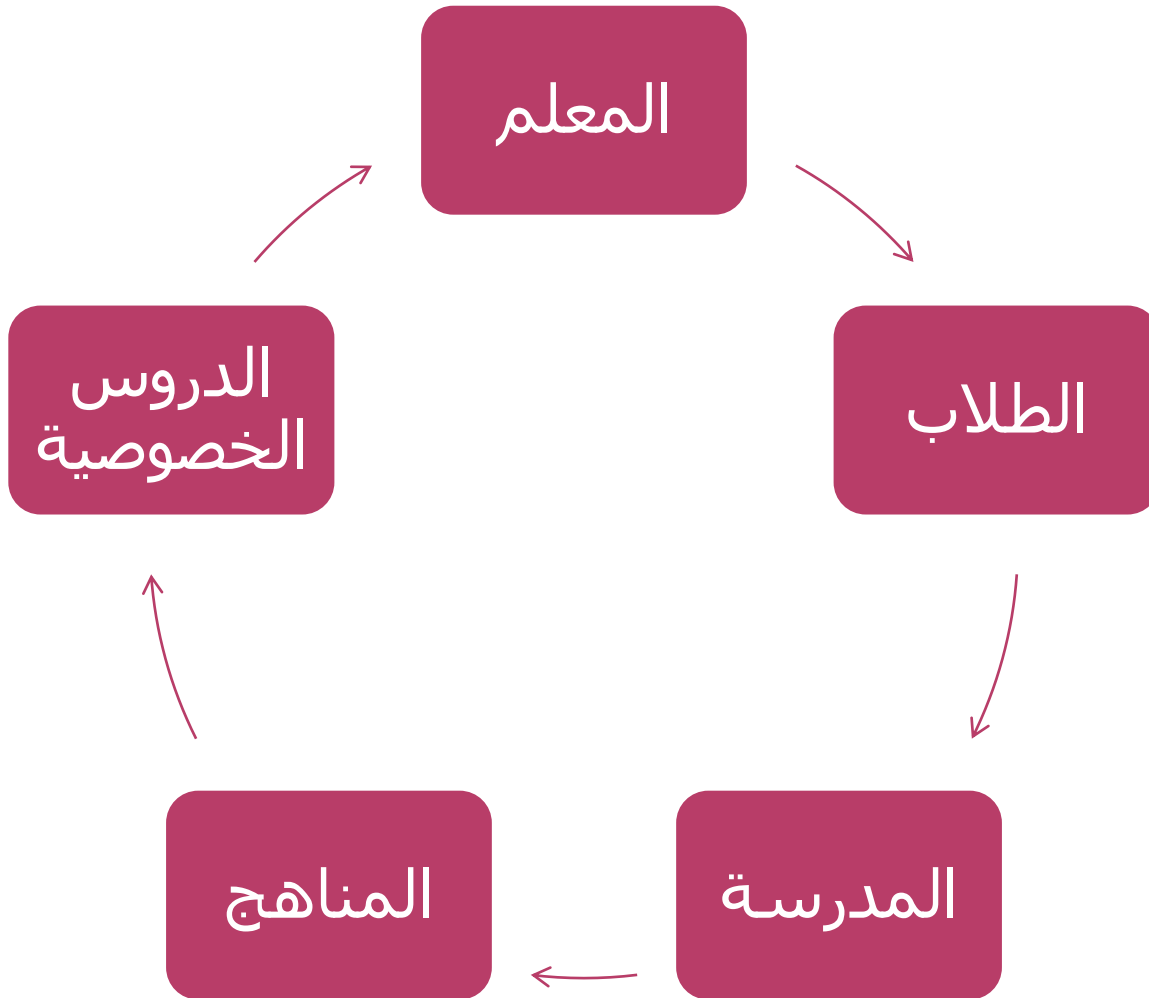 المعلم
الطلاب
المدرسة
المناهج
الدروس
الخصوصية